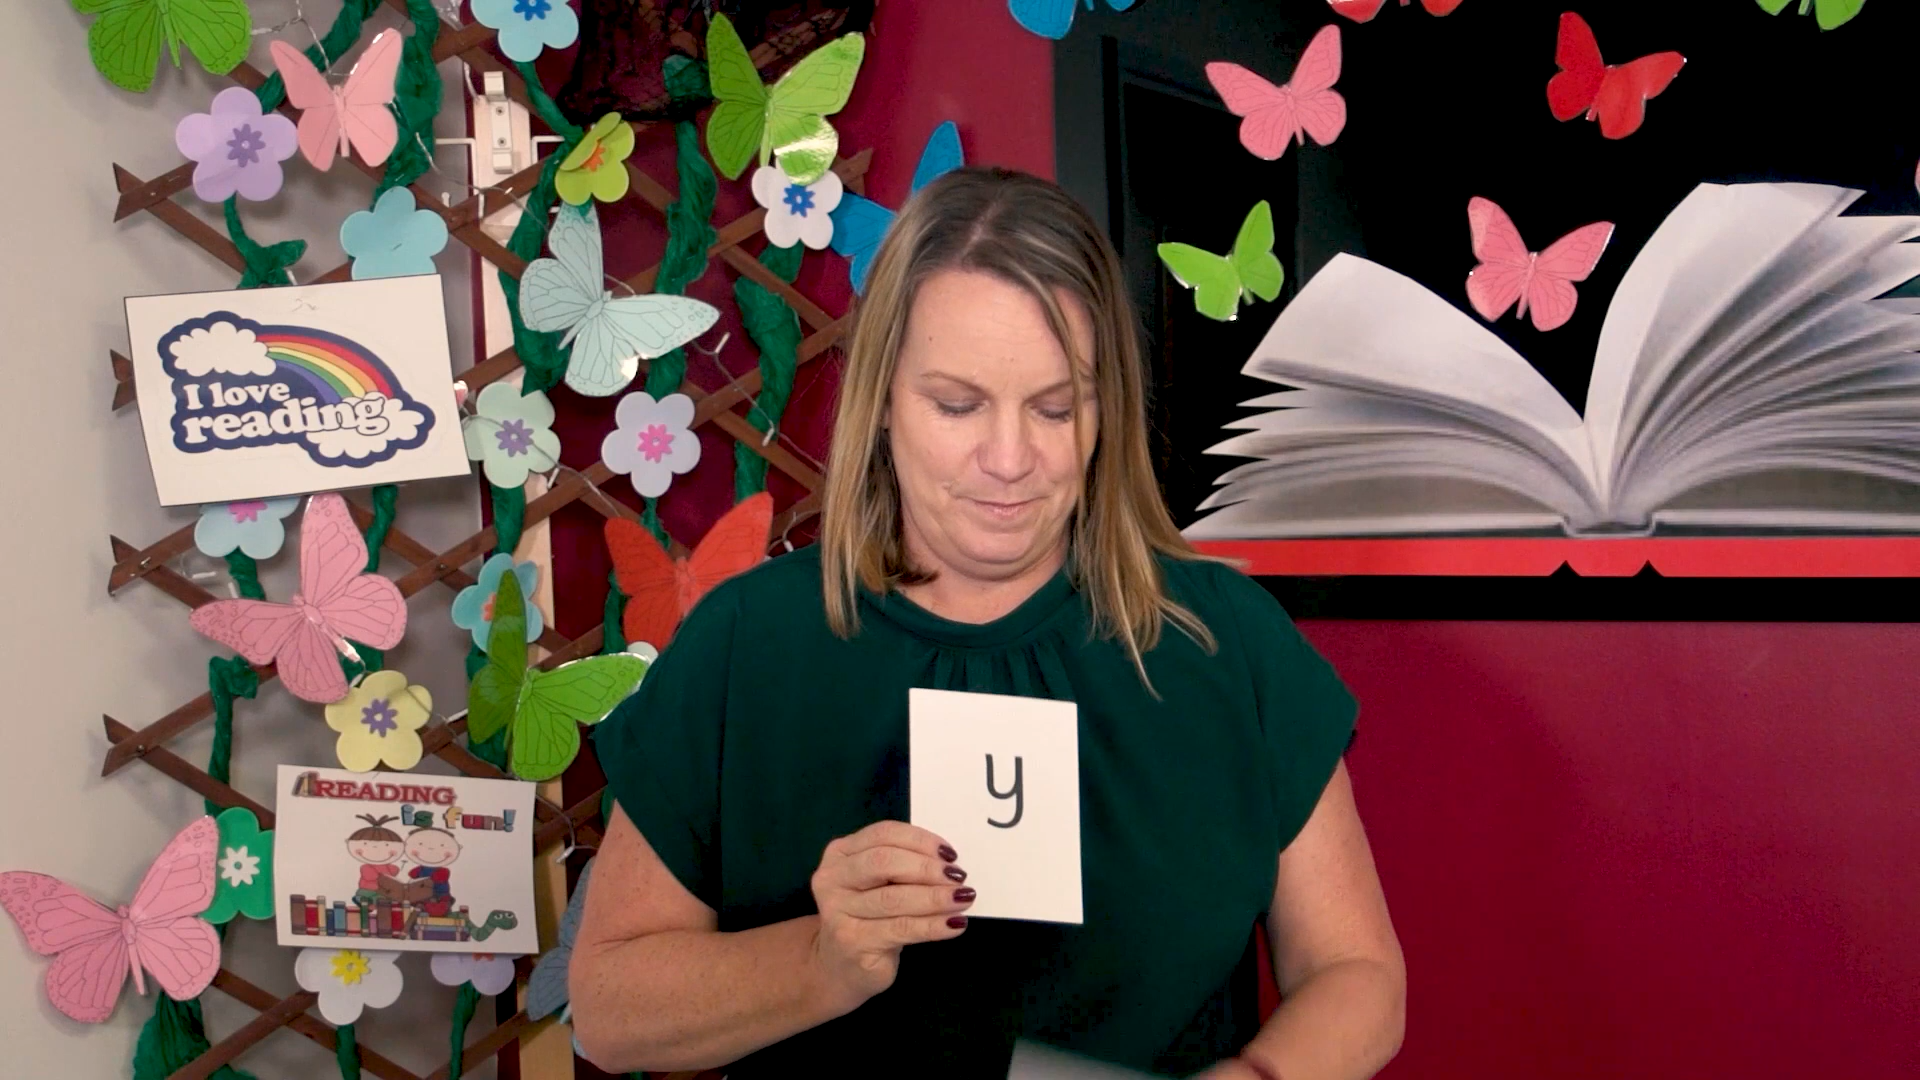 I love
reading
READING
is fun!
y